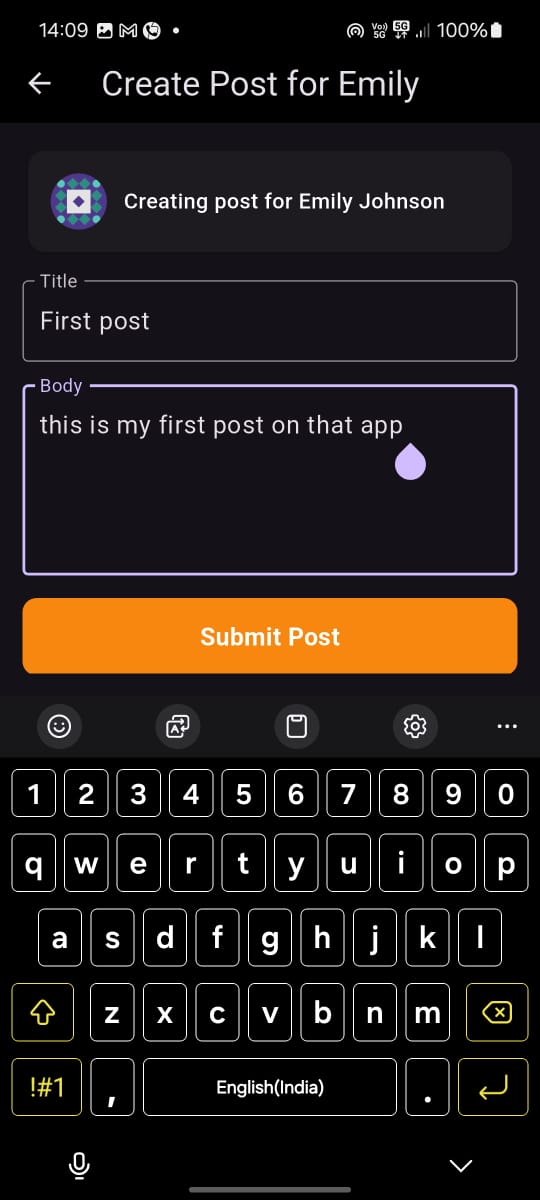 14:09 Vo)) 5G 5G 100%
Create Post for Emily
Creating post for Emily Johnson
Title
First post
Body
this is my first post on that app
Submit Post
1 2 3 4 5 6 7 8 9 0
q w e r t y u i o p
a s d f g h j k l
z x c v b n m
!#1 , English(India) .